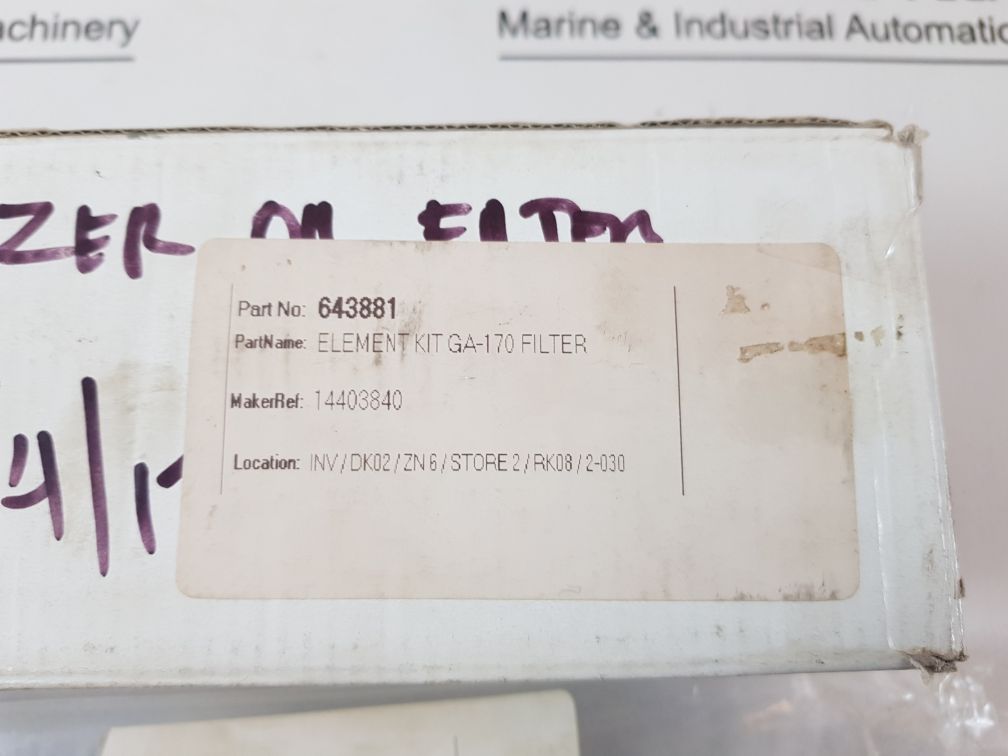 achinery
Marine & Industrial Automatic
ZER
Part No: 643881
PartName: ELEMENT KIT GA-170 FILTER
MakerRef: 14403840
Location: INV / DK02 / ZN 6 / STORE 2 / RK08 / 2-030